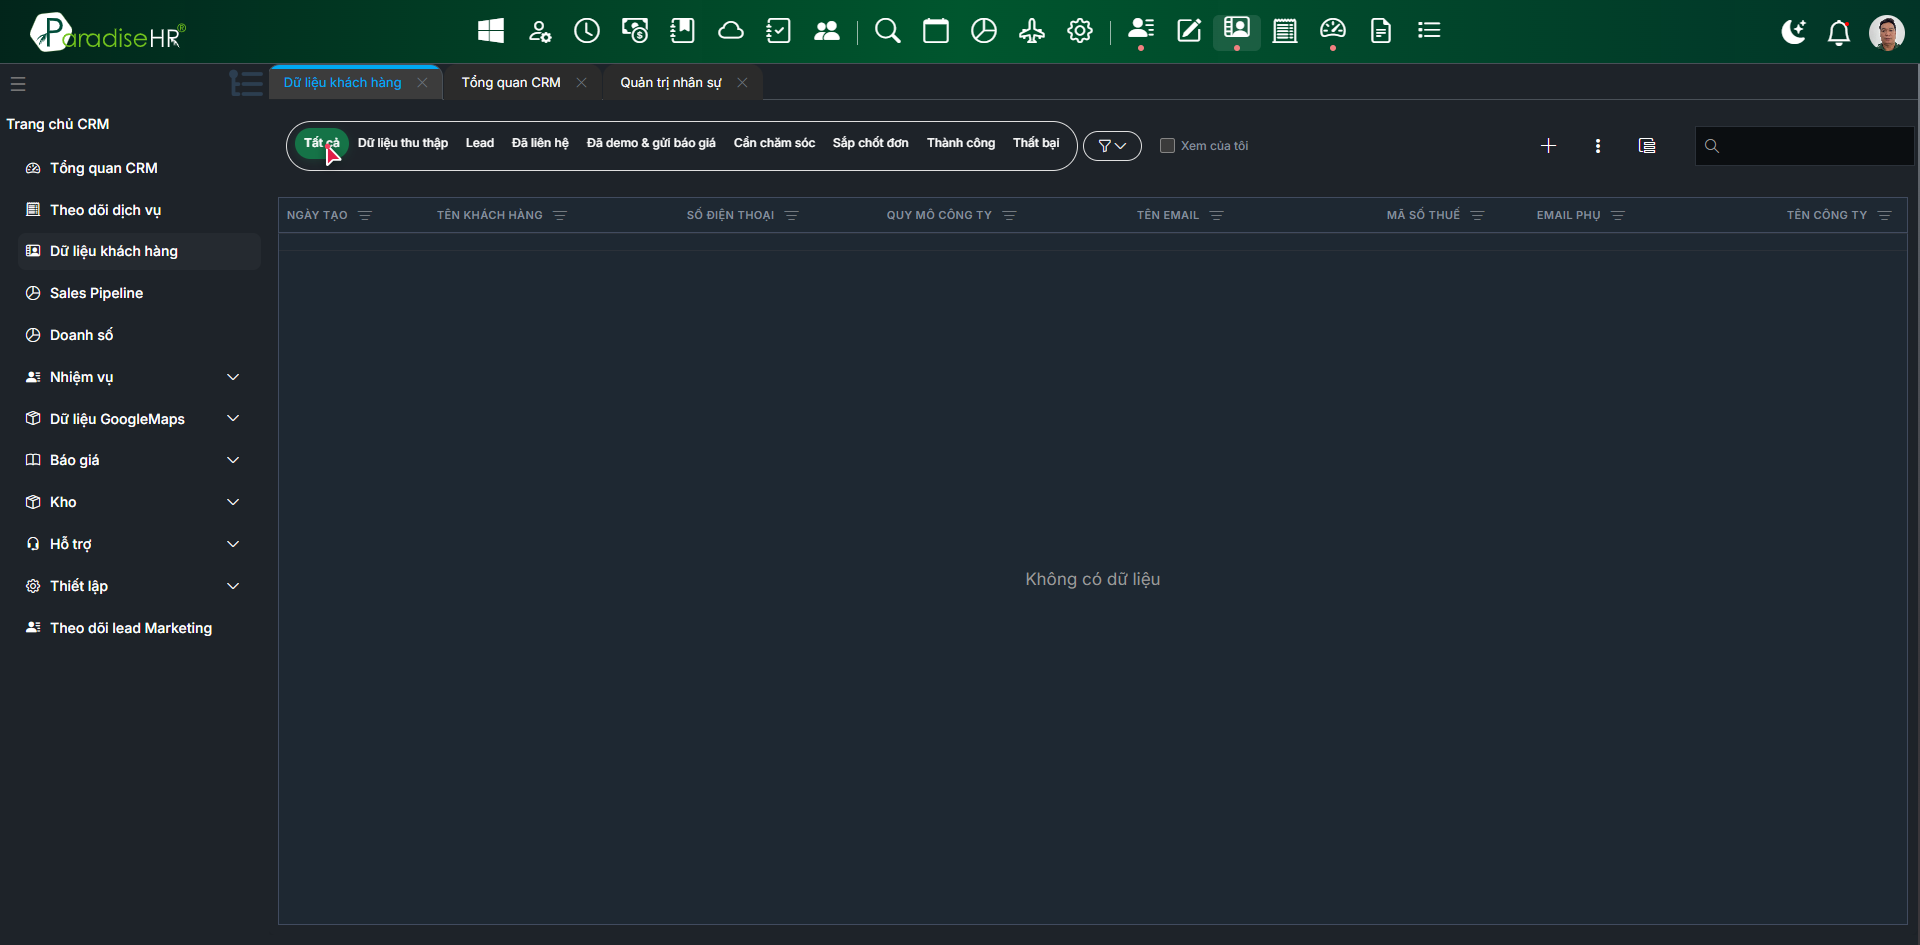 ParadiseHR®
Dữ liệu khách hàng
Tổng quan CRM
Quản trị nhân sự
Trang chủ CRM
Tổng quan CRM
Theo dõi dịch vụ
Dữ liệu khách hàng
Sales Pipeline
Doanh số
Nhiệm vụ
Dữ liệu GoogleMaps
Báo giá
Kho
Hỗ trợ
Thiết lập
Theo dõi lead Marketing
Tất cả
Dữ liệu thu thập
Lead
Đã liên hệ
Đã demo & gửi báo giá
Cần chăm sóc
Sắp chốt đơn
Thành công
Thất bại
Xem của tôi
NGÀY TẠO
TÊN KHÁCH HÀNG
SỐ ĐIỆN THOẠI
QUY MÔ CÔNG TY
TÊN EMAIL
MÃ SỐ THUẾ
EMAIL PHỤ
TÊN CÔNG TY
Không có dữ liệu